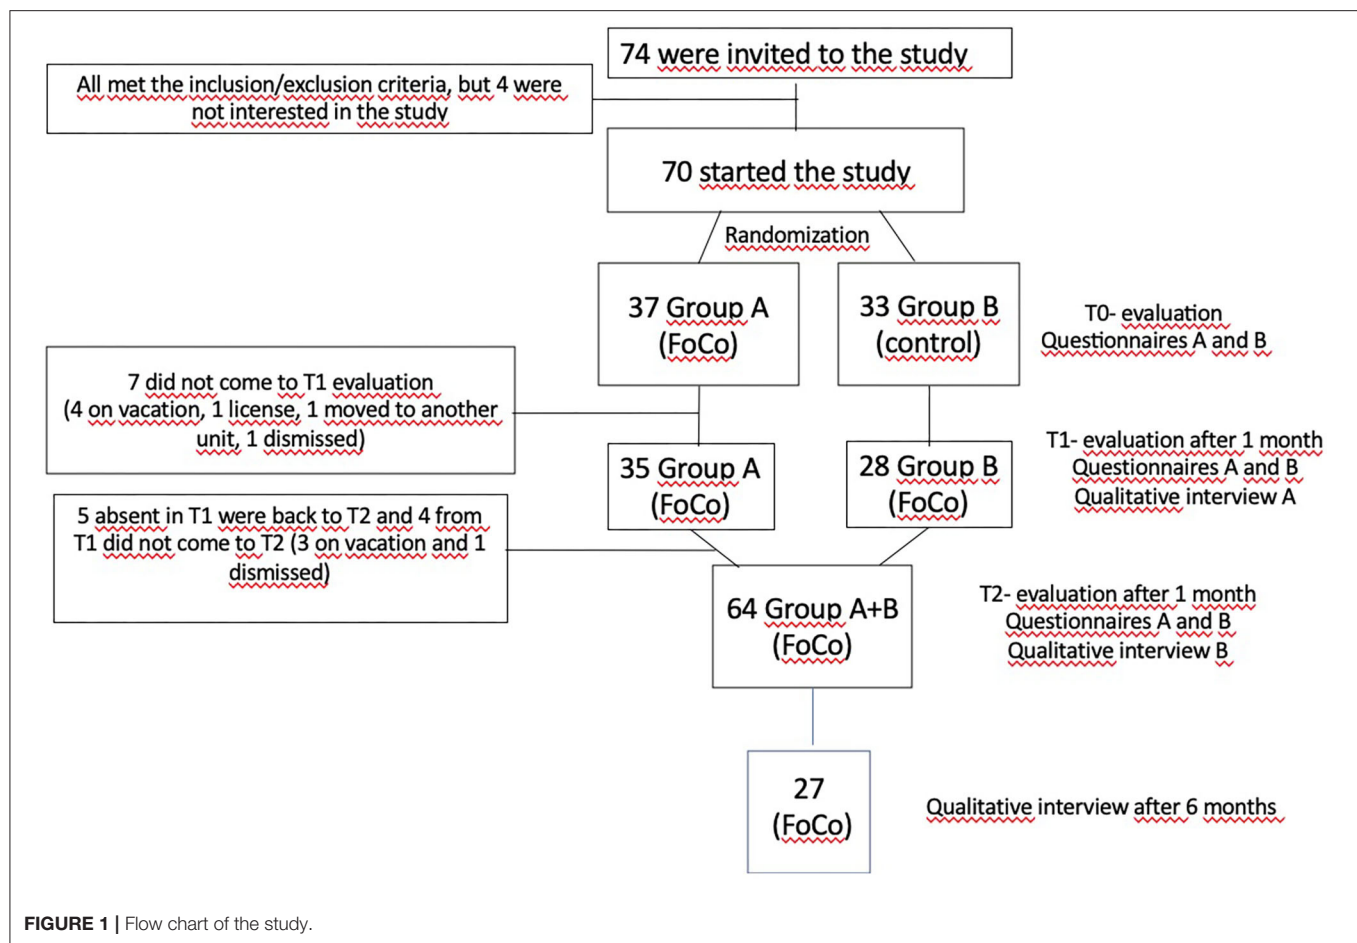 74 were invited to the study
All met the inclusion/exclusion criteria, but 4 were
not interested in the study
70 started the study
Randomization
37 Group A
(FoCo)
33 Group B
(control)
T0- evaluation
Questionnaires A and B
7 did not come to T1 evaluation
(4 on vacation, 1 license, 1 moved to another
unit, 1 dismissed)
35 Group A
(FoCo)
28 Group B
(FoCo)
T1- evaluation after 1 month
Questionnaires A and B
Qualitative interview A
5 absent in T1 were back to T2 and 4 from
T1 did not come to T2 (3 on vacation and 1
dismissed)
64 Group A+B
(FoCo)
T2- evaluation after 1 month
Questionnaires A and B
Qualitative interview B
27
(FoCo)
Qualitative interview after 6 months
FIGURE 1 | Flow chart of the study.